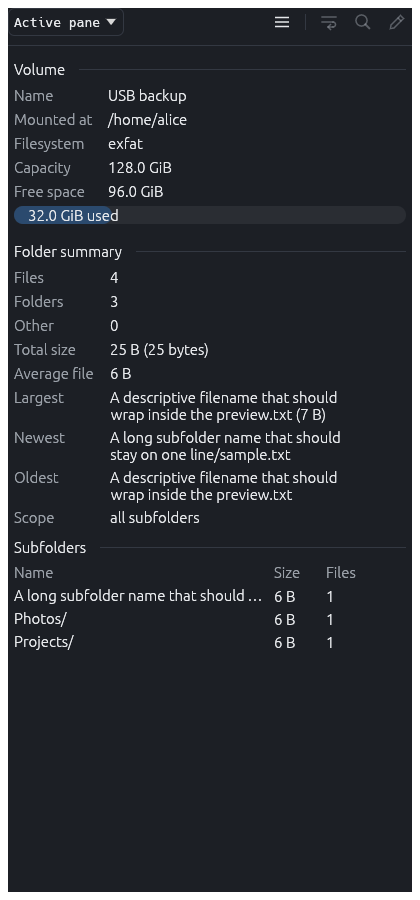 Active pane
Volume
Name USB backup
Mounted at /home/alice
Filesystem exfat
Capacity 128.0 GiB
Free space 96.0 GiB
32.0 GiB used
Folder summary
Files 4
Folders 3
Other 0
Total size 25 B (25 bytes)
Average file 6 B
Largest A descriptive filename that should
wrap inside the preview.txt (7 B)
Newest A long subfolder name that should
stay on one line/sample.txt
Oldest A descriptive filename that should
wrap inside the preview.txt
Scope all subfolders
Subfolders
Name Size Files
A long subfolder name that should … 6 B 1
Photos/ 6 B 1
Projects/ 6 B 1